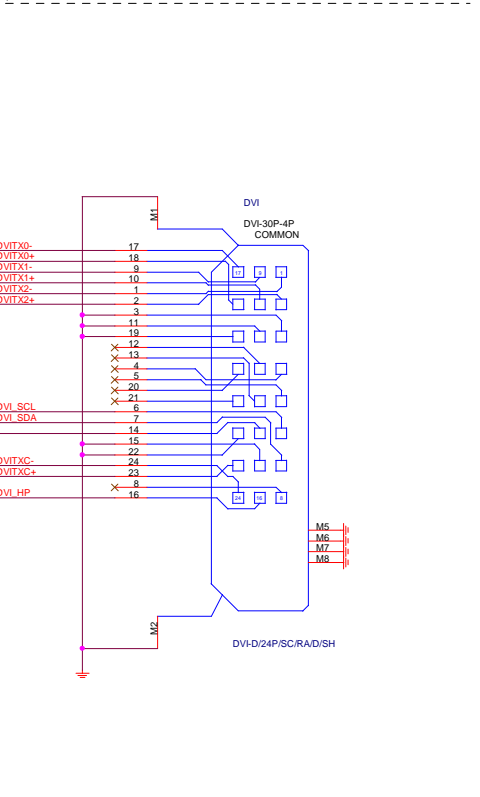 DVI
M1
DVI-30P-4P
COMMON
DVITX0- 17
DVITX0+ 18
DVITX1- 9
DVITX1+ 10
DVITX2- 1
DVITX2+ 2
3
11
19
12
13
4
5
20
21
DVI_SCL 6
DVI_SDA 7
14
15
22
DVITXC- 24
DVITXC+ 23
8
DVI_HP 16
17 9 1
24 16 8
M5
M6
M7
M8
M2
DVI-D/24P/SC/RA/D/SH